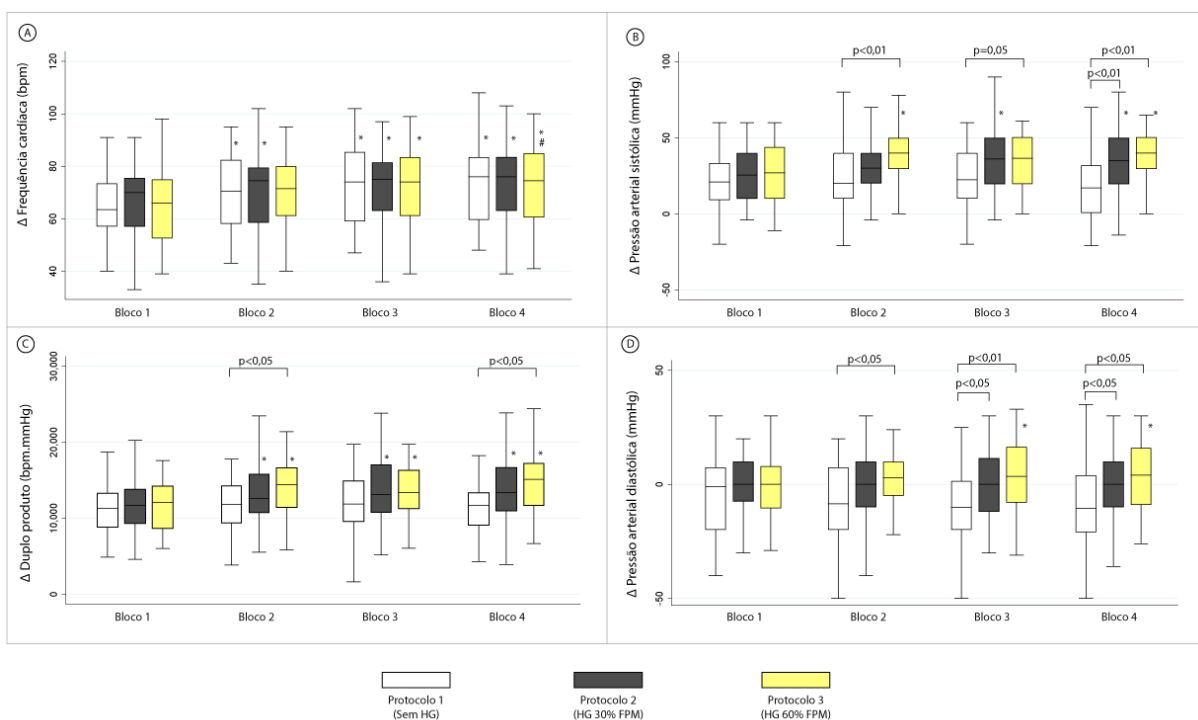 A
Δ Frequência cardíaca (bpm)
120
100
80
60
40
*
*
*
*
*
*
*
*
#
Bloco 1
Bloco 2
Bloco 3
Bloco 4
B
Δ Pressão arterial sistólica (mmHg)
100
50
0
-50
p<0,01
p=0,05
p<0,01
p<0,01
*
*
*
*
Bloco 1
Bloco 2
Bloco 3
Bloco 4
C
Δ Duplo produto (bpm.mmHg)
30,000
20,000
10,000
0
p<0,05
p<0,05
*
*
*
*
*
*
Bloco 1
Bloco 2
Bloco 3
Bloco 4
D
Δ Pressão arterial diastólica (mmHg)
50
0
-50
p<0,05
p<0,01
p<0,05
p<0,05
p<0,05
*
*
Bloco 1
Bloco 2
Bloco 3
Bloco 4
Protocolo 1
(Sem HG)
Protocolo 2
(HG 30% FPM)
Protocolo 3
(HG 60% FPM)